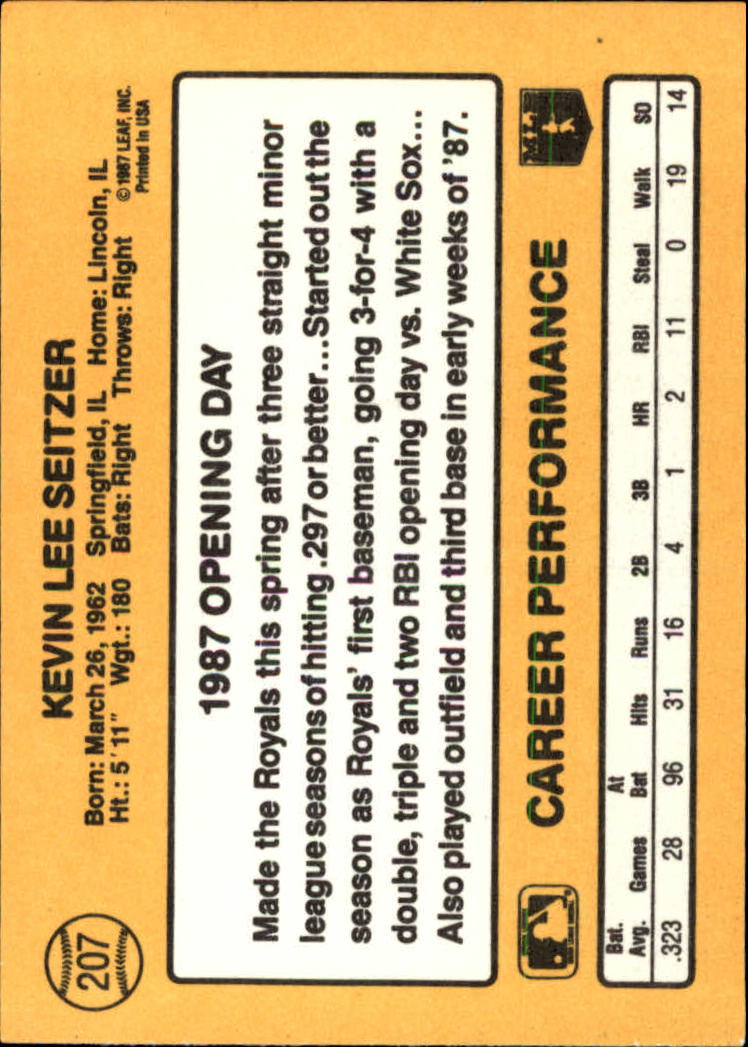 207
KEVIN LEE SEITZER
Born: March 26, 1962 Springfield, IL Home: Lincoln, IL
Ht.: 5'11" Wgt.: 180 Bats: Right Throws: Right
© 1987 LEAF, INC.
Printed in USA
1987 OPENING DAY
Made the Royals this spring after three straight minor
league seasons of hitting .297 or better...Started out the
season as Royals' first baseman, going 3-for-4 with a
double, triple and two RBI opening day vs. White Sox...
Also played outfield and third base in early weeks of '87.
CAREER PERFORMANCE
Bat. Avg. Games At Bat Hits Runs 2B 3B HR RBI Steal Walk SO
.323 28 96 31 16 4 1 2 11 0 19 14